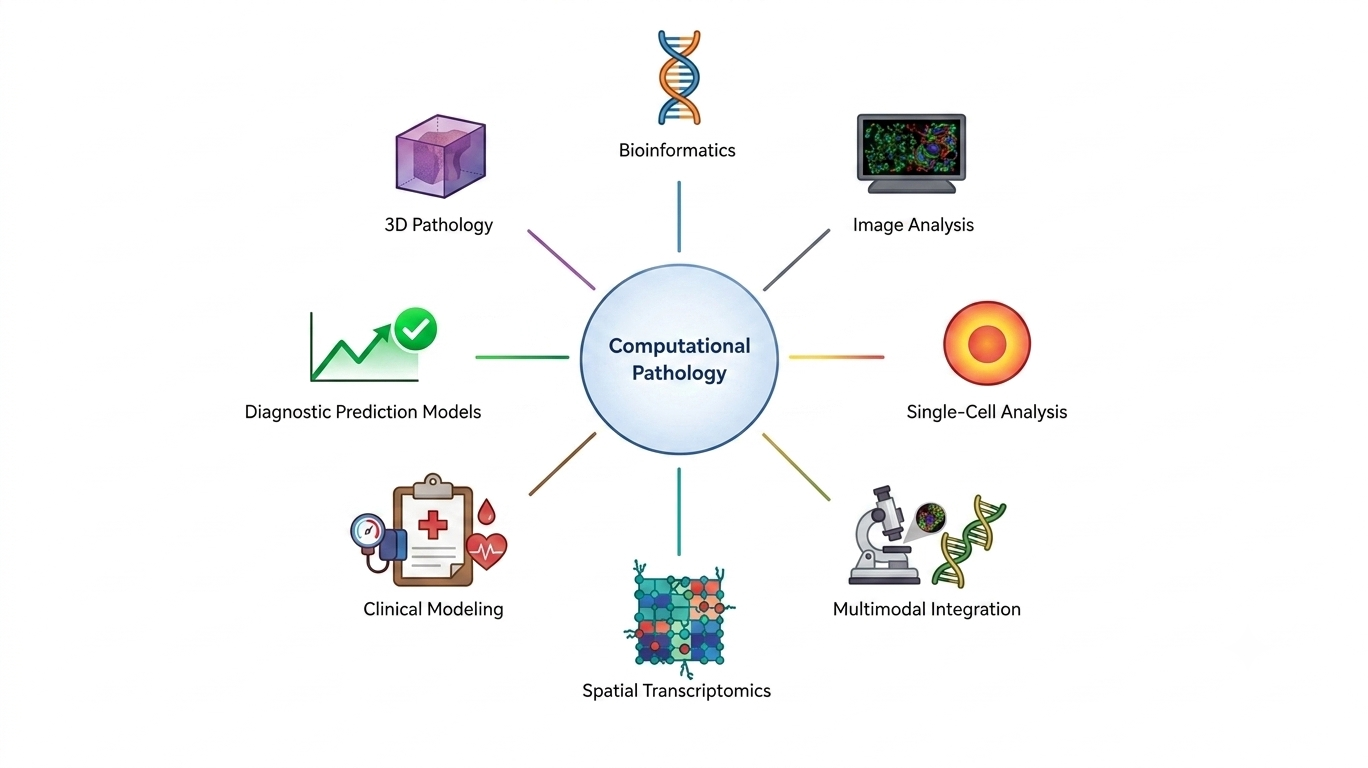 Bioinformatics
3D Pathology
Image Analysis
Computational
Pathology
Diagnostic Prediction Models
Single-Cell Analysis
Clinical Modeling
Multimodal Integration
Spatial Transcriptomics